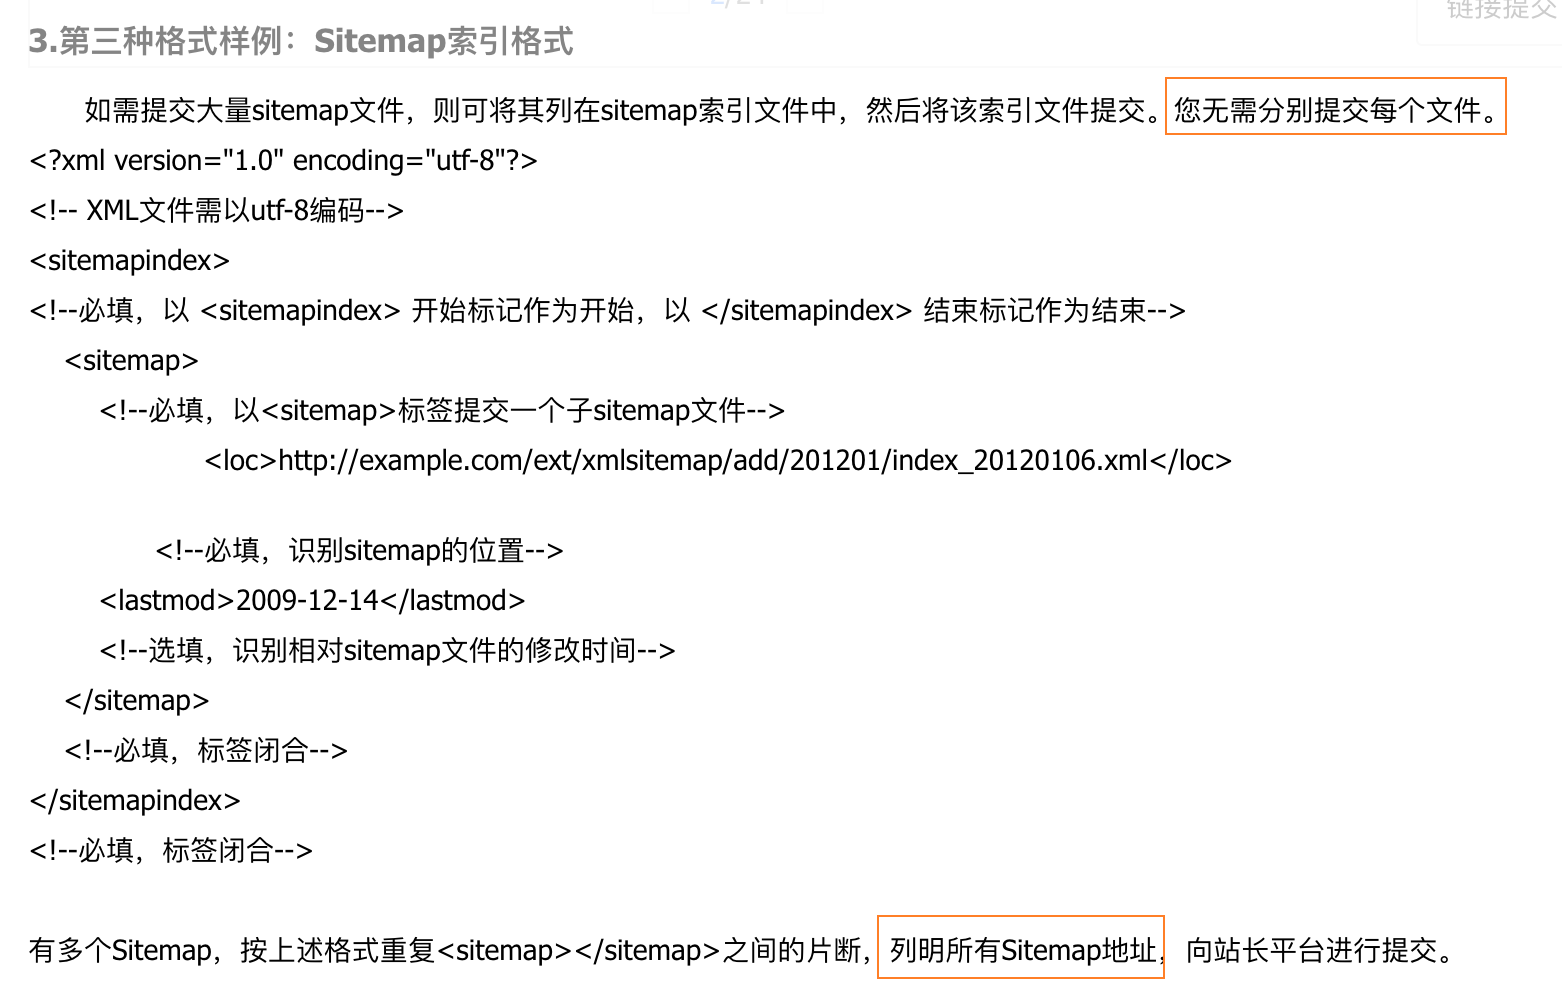 链接提交
3.第三种格式样例：Sitemap索引格式
如需提交大量sitemap文件，则可将其列在sitemap索引文件中，然后将该索引文件提交。您无需分别提交每个文件。
<?xml version="1.0" encoding="utf-8"?>
<!-- XML文件需以utf-8编码-->
<sitemapindex>
<!--必填，以 <sitemapindex> 开始标记作为开始，以 </sitemapindex> 结束标记作为结束-->
<sitemap>
<!--必填，以<sitemap>标签提交一个子sitemap文件-->
<loc>http://example.com/ext/xmlsitemap/add/201201/index_20120106.xml</loc>
<!--必填，识别sitemap的位置-->
<lastmod>2009-12-14</lastmod>
<!--选填，识别相对sitemap文件的修改时间-->
</sitemap>
<!--必填，标签闭合-->
</sitemapindex>
<!--必填，标签闭合-->
有多个Sitemap，按上述格式重复<sitemap></sitemap>之间的片断，列明所有Sitemap地址，向站长平台进行提交。